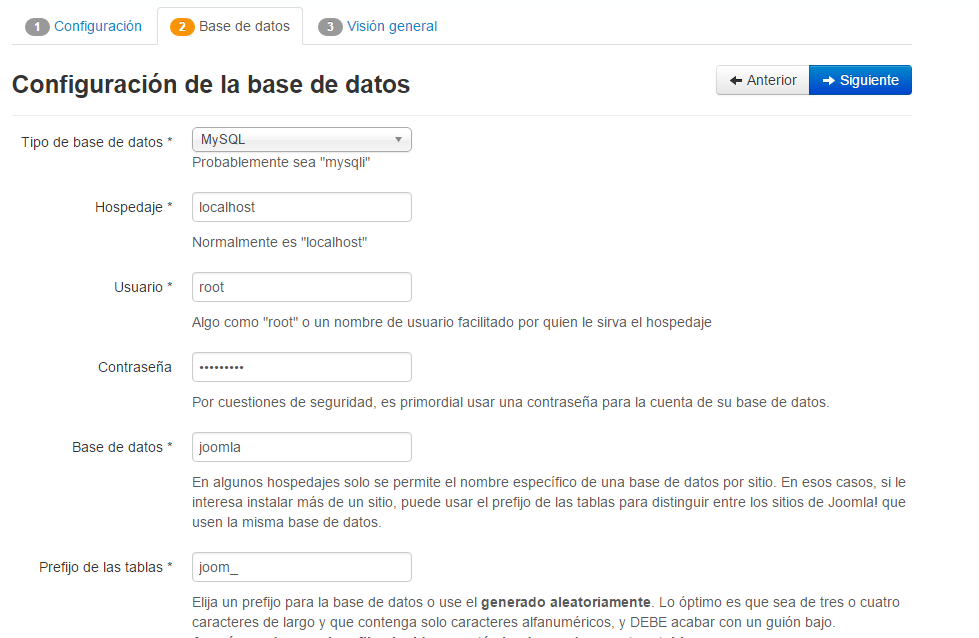 1 Configuración 2 Base de datos 3 Visión general
Configuración de la base de datos
Anterior Siguiente
Tipo de base de datos * MySQL
Probablemente sea "mysqli"
Hospedaje * localhost
Normalmente es "localhost"
Usuario * root
Algo como "root" o un nombre de usuario facilitado por quien le sirva el hospedaje
Contraseña •••••••••
Por cuestiones de seguridad, es primordial usar una contraseña para la cuenta de su base de datos.
Base de datos * joomla
En algunos hospedajes solo se permite el nombre específico de una base de datos por sitio. En esos casos, si le
interesa instalar más de un sitio, puede usar el prefijo de las tablas para distinguir entre los sitios de Joomla! que
usen la misma base de datos.
Prefijo de las tablas * joom_
Elija un prefijo para la base de datos o use el generado aleatoriamente. Lo óptimo es que sea de tres o cuatro
caracteres de largo y que contenga solo caracteres alfanuméricos, y DEBE acabar con un guión bajo.